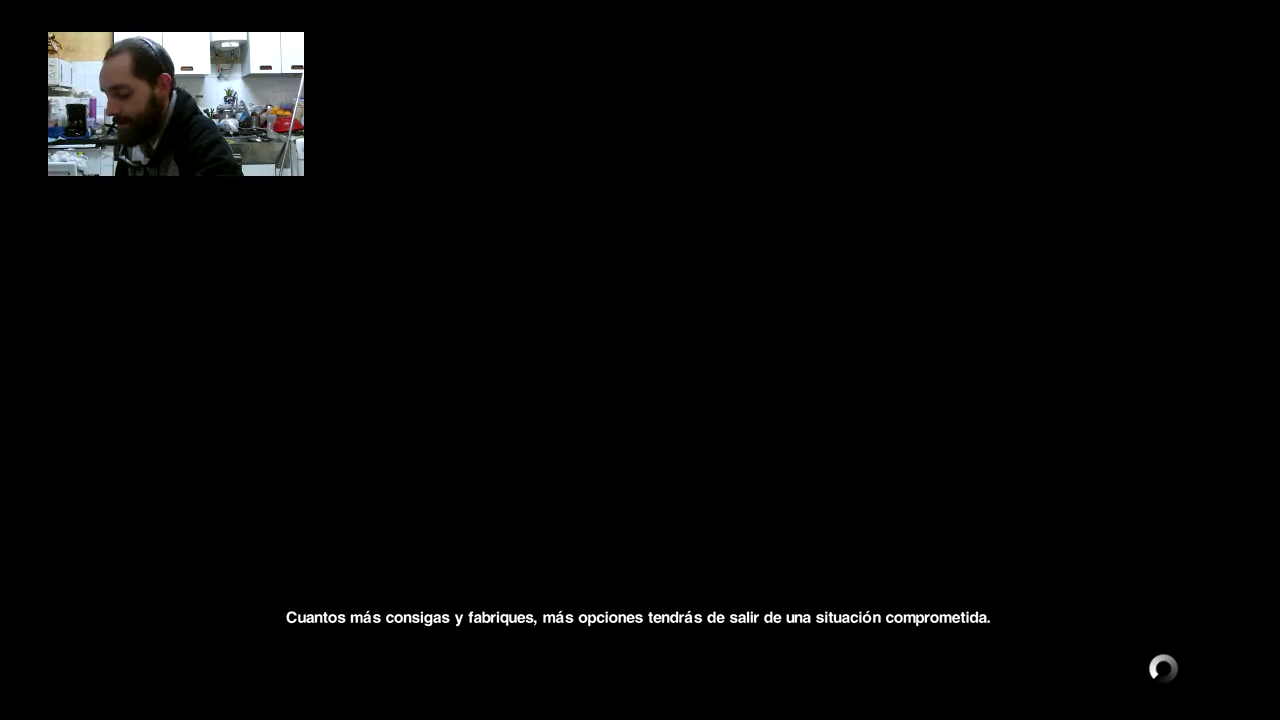 Cuantos más consigas y fabriques, más opciones tendrás de salir de una situación comprometida.